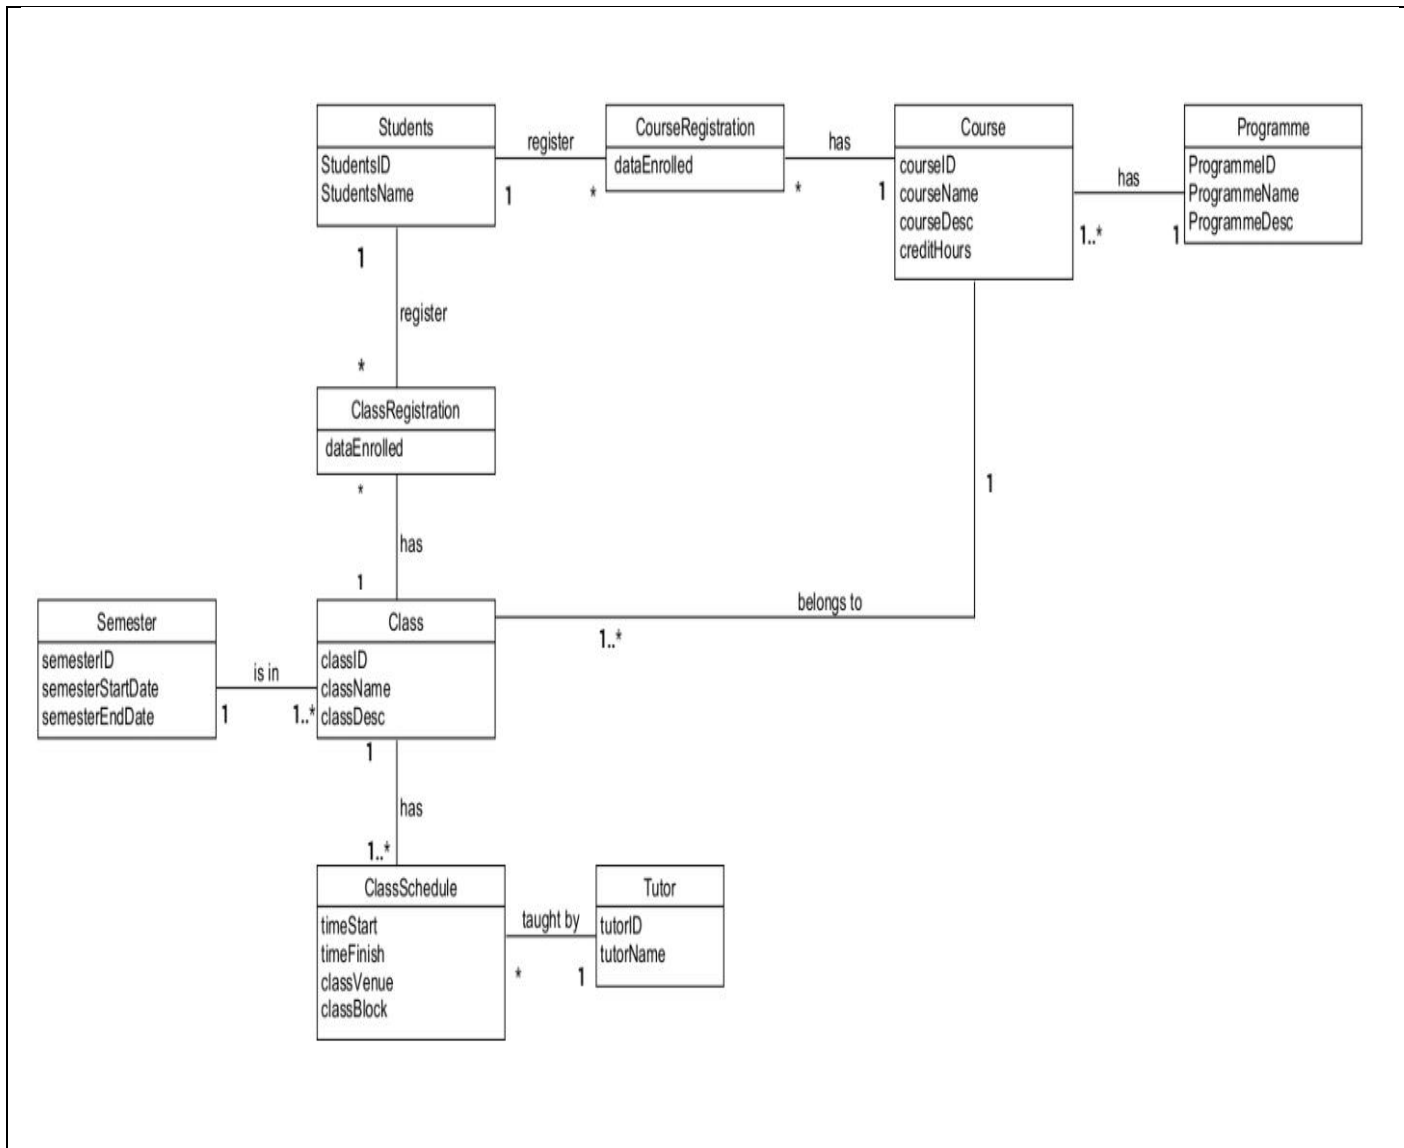 Students
StudentsID
StudentsName
register
1
*
CourseRegistration
dataEnrolled
has
*
1
Course
courseID
courseName
courseDesc
creditHours
has
1..*
1
Programme
ProgrammeID
ProgrammeName
ProgrammeDesc
1
register
*
ClassRegistration
dataEnrolled
*
has
1
1
belongs to
1..*
Semester
semesterID
semesterStartDate
semesterEndDate
is in
1
1..*
Class
classID
className
classDesc
1
has
1..*
ClassSchedule
timeStart
timeFinish
classVenue
classBlock
taught by
*
1
Tutor
tutorID
tutorName